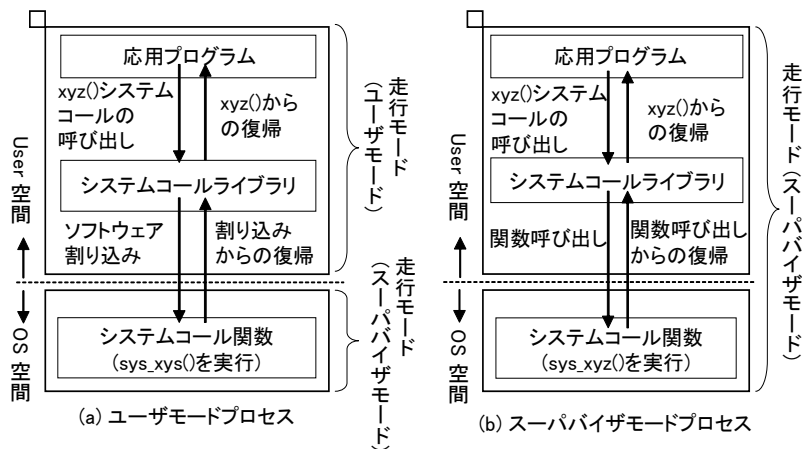 応用プログラム
xyz()システム
コールの
呼び出し
xyz()から
の復帰
システムコールライブラリ
ソフトウェア
割り込み
割り込み
からの復帰
システムコール関数
(sys_xys()を実行)
User 空間
OS 空間
走行モード
(ユーザモード)
走行モード
(スーパバイザモード)
(a) ユーザモードプロセス
応用プログラム
xyz()システム
コールの
呼び出し
xyz()から
の復帰
システムコールライブラリ
関数呼び出し
関数呼び出し
からの復帰
システムコール関数
(sys_xyz()を実行)
User 空間
OS 空間
走行モード(スーパバイザモード)
(b) スーパバイザモードプロセス